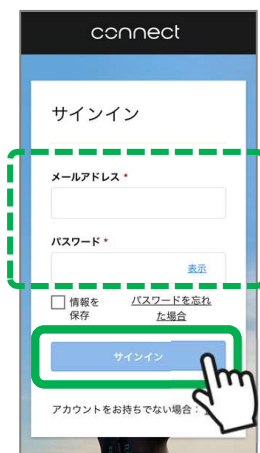 connect
サインイン
メールアドレス *
パスワード *
表示
情報を
保存
パスワードを忘れ
た場合
サインイン
アカウントをお持ちでない場合：